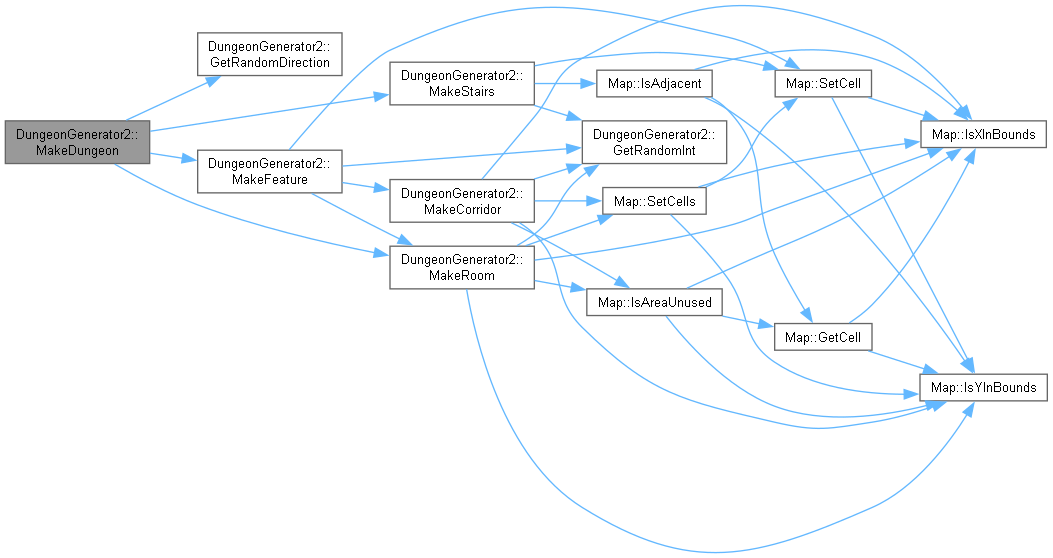 DungeonGenerator2::
MakeDungeon
DungeonGenerator2::
GetRandomDirection
DungeonGenerator2::
MakeFeature
DungeonGenerator2::
MakeStairs
DungeonGenerator2::
MakeCorridor
DungeonGenerator2::
MakeRoom
Map::IsAdjacent
DungeonGenerator2::
GetRandomInt
Map::SetCells
Map::IsAreaUnused
Map::SetCell
Map::GetCell
Map::IsXInBounds
Map::IsYInBounds